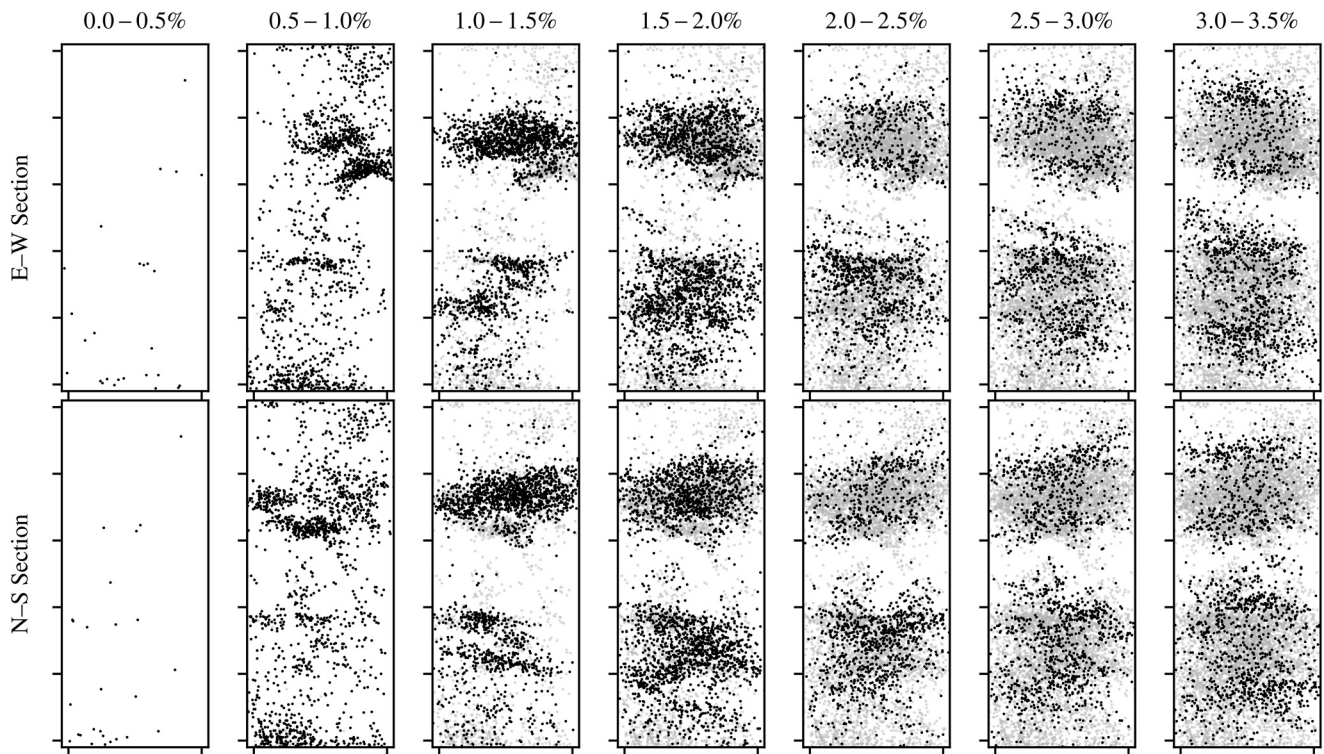 0.0 – 0.5% 0.5 – 1.0% 1.0 – 1.5% 1.5 – 2.0% 2.0 – 2.5% 2.5 – 3.0% 3.0 – 3.5%
E–W Section
N–S Section